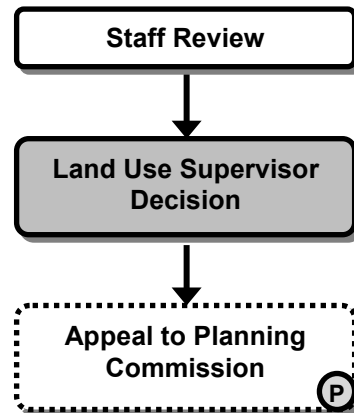 Staff Review
Land Use Supervisor
Decision
Appeal to Planning
Commission
P